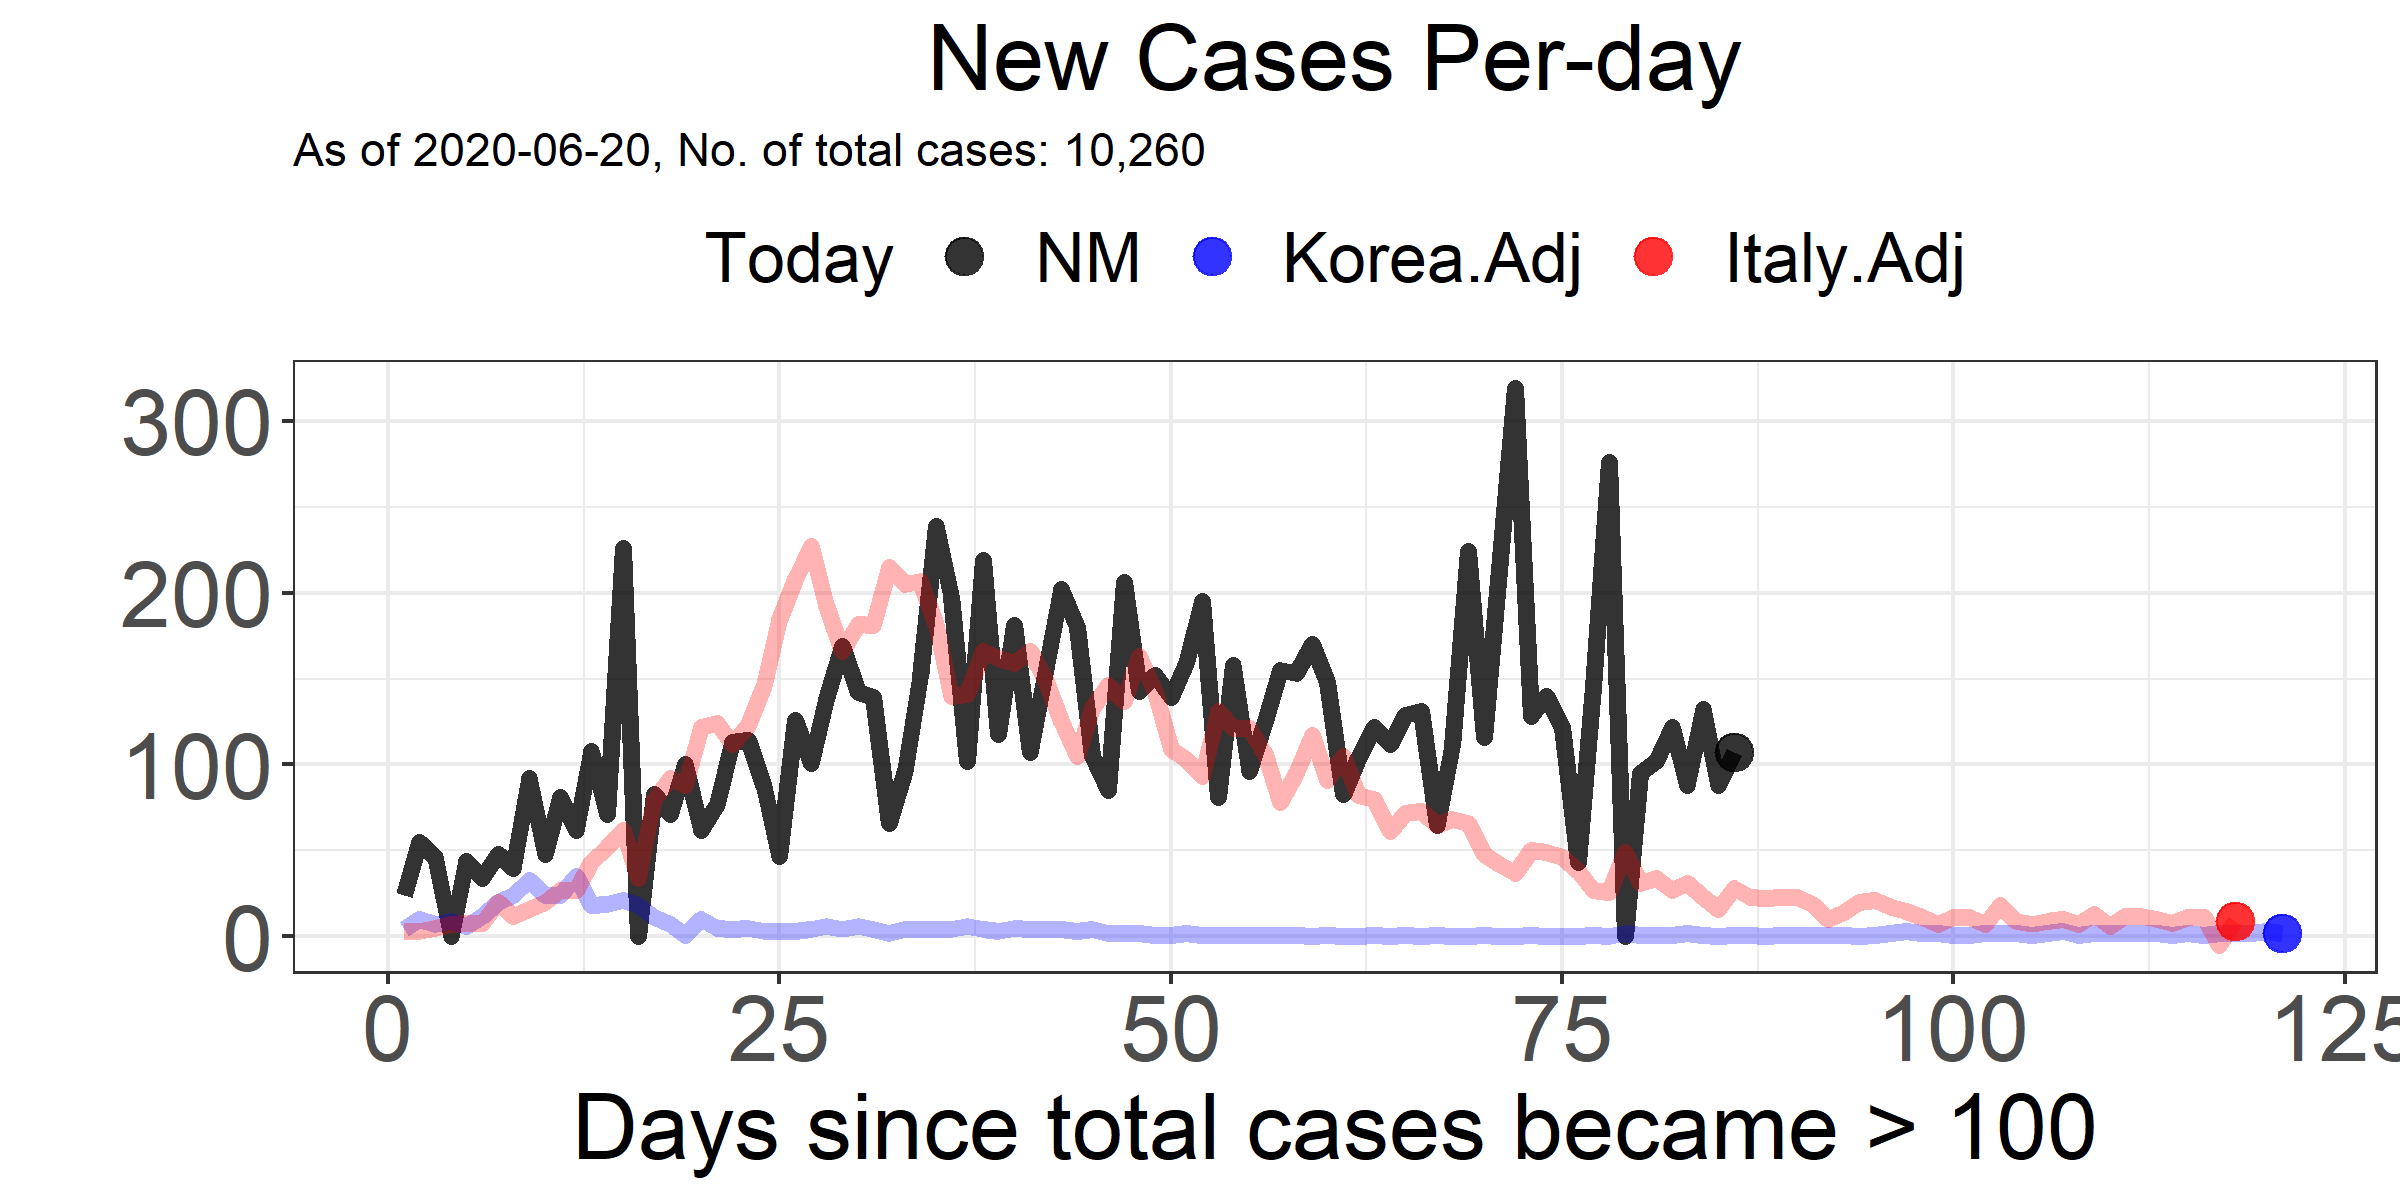 New Cases Per-day
As of 2020-06-20, No. of total cases: 10,260
Today NM Korea.Adj Italy.Adj
300
200
100
0
0 25 50 75 100 125
Days since total cases became > 100